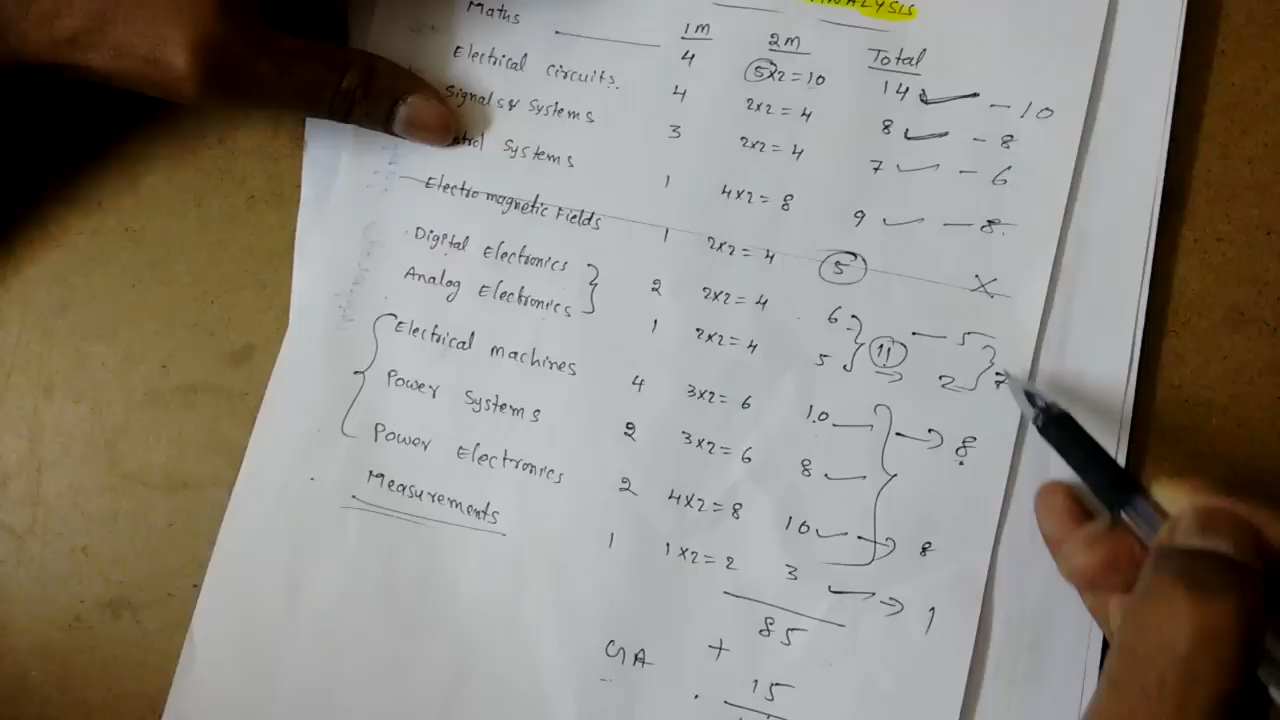 ANALYSIS
1M 2M Total
Maths 4 5x2=10 14 - 10
Electrical Circuits. 4 2x2=4 8 - 8
Signals & Systems 3 2x2=4 7 - 6
Systems 1 4x2=8 9 - 8.
Electromagnetic Fields 1 2x2=4 5 X
Digital Electronics 2 2x2=4 6 11 - 5
Analog Electronics 1 2x2=4 5 2 7
Electrical machines 4 3x2=6 10 8
Power Systems 2 3x2=6 8
Power Electronics 2 4x2=8 10 8
Measurements 1 1x2=2 3 1
85
GA + 15